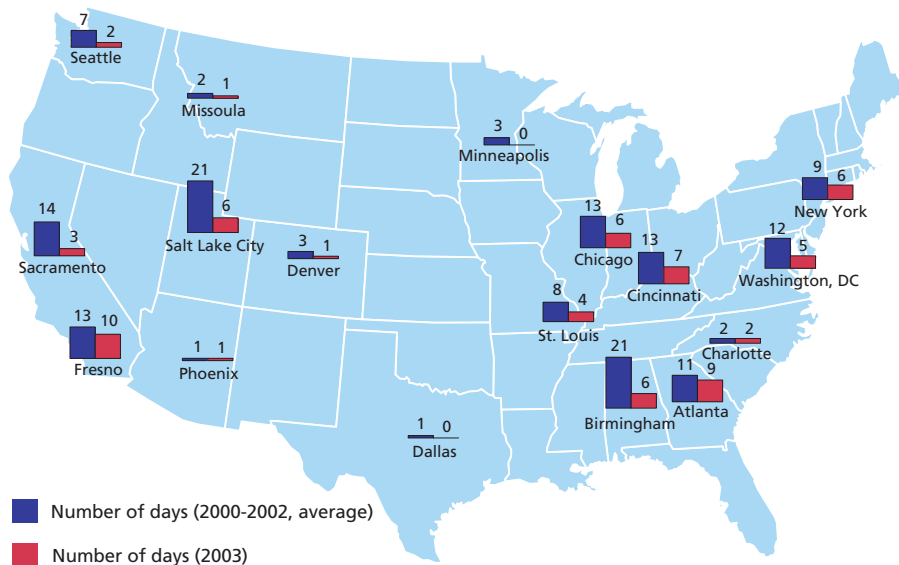 7 2
Seattle
2 1
Missoula
3 0
Minneapolis
9 6
New York
21 6
Salt Lake City
14 3
Sacramento
13 6
Chicago
13 7
Cincinnati
12 5
Washington, DC
3 1
Denver
8 4
St. Louis
13 10
Fresno
1 1
Phoenix
2 2
Charlotte
21 6
Birmingham
11 9
Atlanta
1 0
Dallas
Number of days (2000-2002, average)
Number of days (2003)